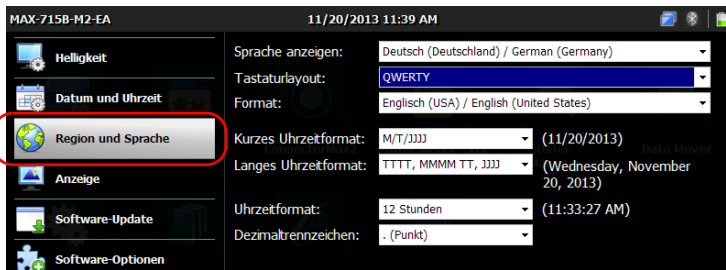 MAX-715B-M2-EA
11/20/2013 11:39 AM
Helligkeit
Datum und Uhrzeit
Region und Sprache
Anzeige
Software-Update
Software-Optionen
Sprache anzeigen: Deutsch (Deutschland) / German (Germany)
Tastaturlayout: QWERTY
Format: Englisch (USA) / English (United States)
Kurzes Uhrzeitformat: M/T/JJJJ (11/20/2013)
Langes Uhrzeitformat: TTTT, MMMM TT, JJJJ (Wednesday, November
20, 2013)
Uhrzeitformat: 12 Stunden (11:33:27 AM)
Dezimaltrennzeichen: . (Punkt)
Data Mover